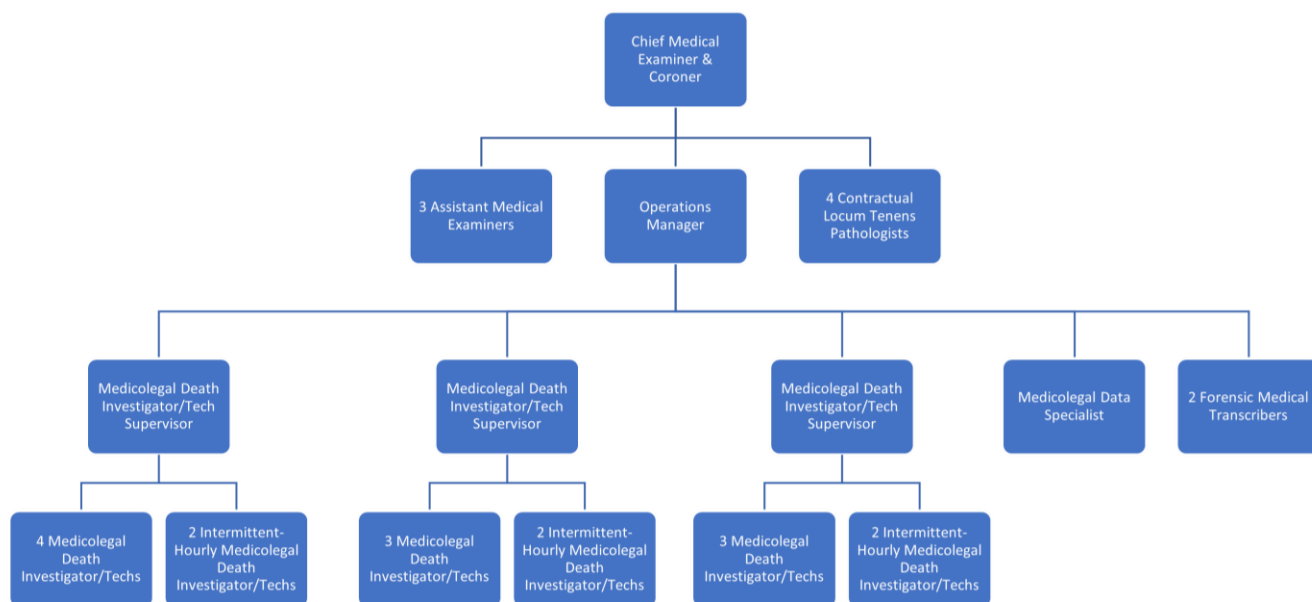 Chief Medical
Examiner &
Coroner
3 Assistant Medical
Examiners
Operations
Manager
4 Contractual
Locum Tenens
Pathologists
Medicolegal Death
Investigator/Tech
Supervisor
Medicolegal Death
Investigator/Tech
Supervisor
Medicolegal Death
Investigator/Tech
Supervisor
Medicolegal Data
Specialist
2 Forensic Medical
Transcribers
4 Medicolegal
Death
Investigator/Techs
2 Intermittent-
Hourly Medicolegal
Death
Investigator/Techs
3 Medicolegal
Death
Investigator/Techs
2 Intermittent-
Hourly Medicolegal
Death
Investigator/Techs
3 Medicolegal
Death
Investigator/Techs
2 Intermittent-
Hourly Medicolegal
Death
Investigator/Techs